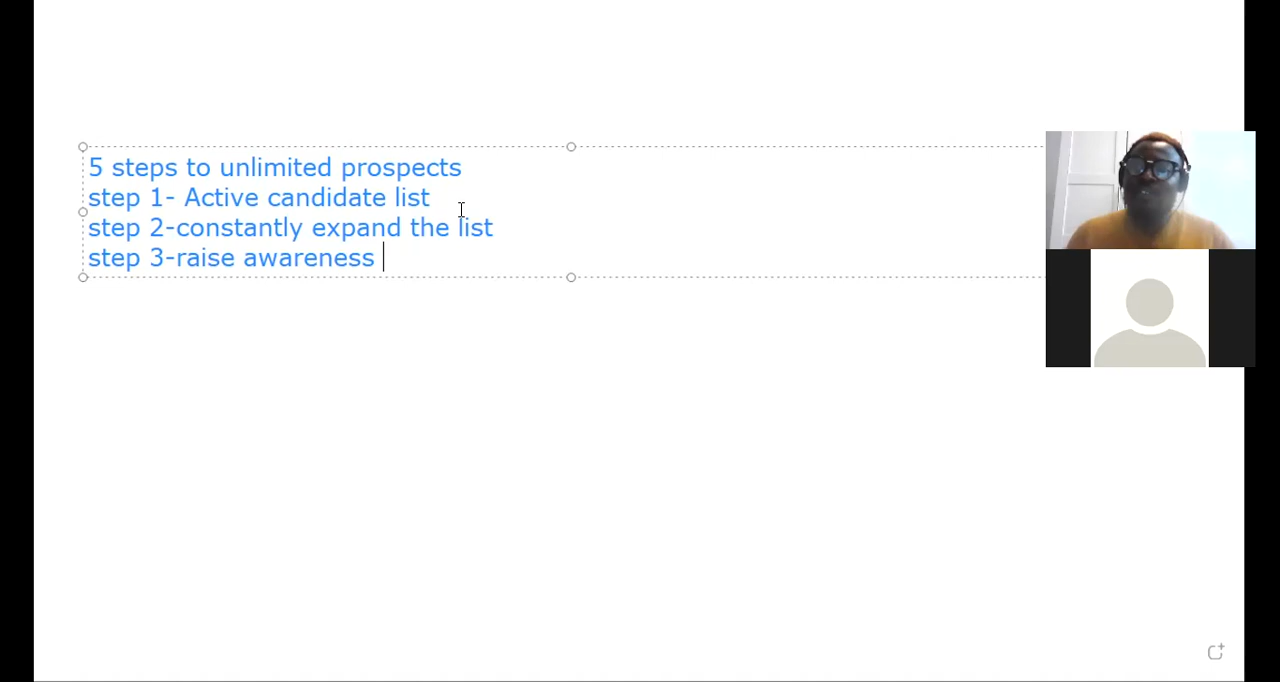 5 steps to unlimited prospects
step 1- Active candidate list
step 2-constantly expand the list
step 3-raise awareness